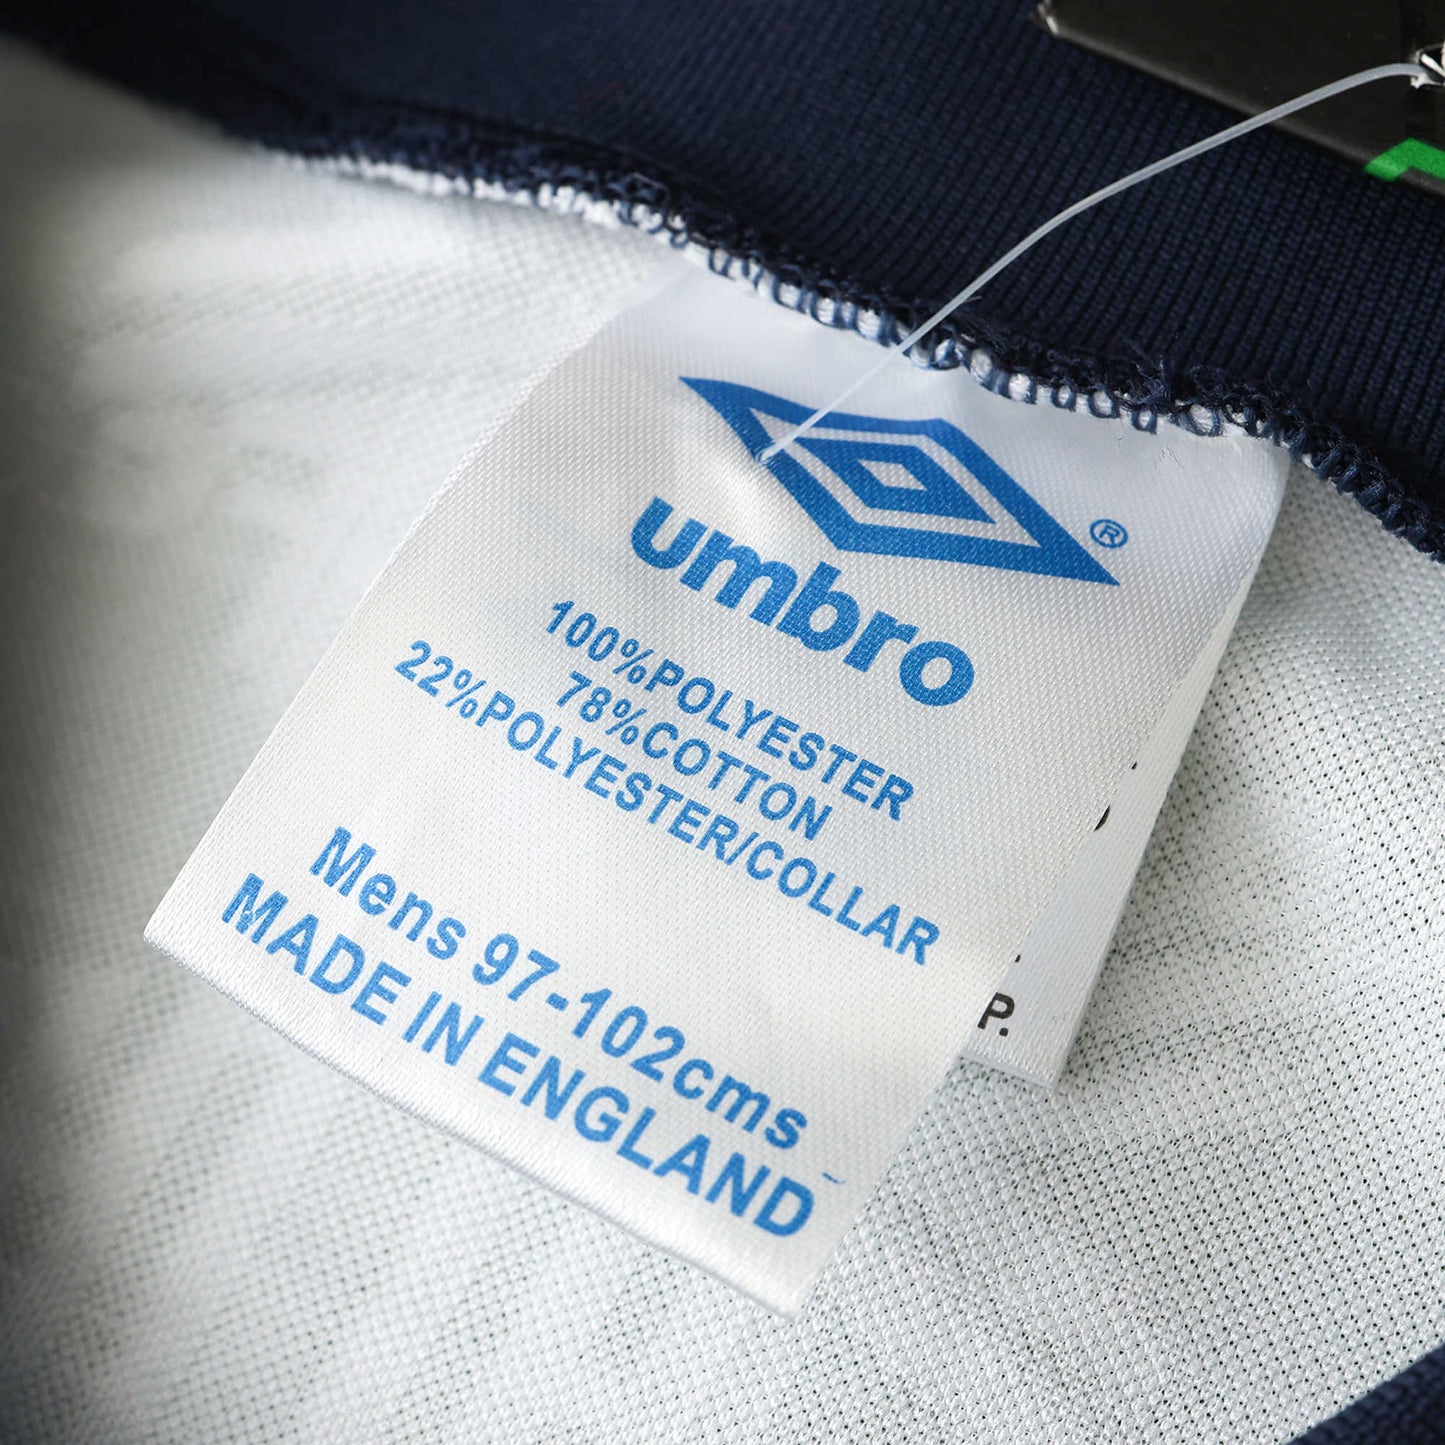 ®
umbro
100%POLYESTER
78%COTTON
22%POLYESTER/COLLAR
Mens 97-102cms
MADE IN ENGLAND
P.